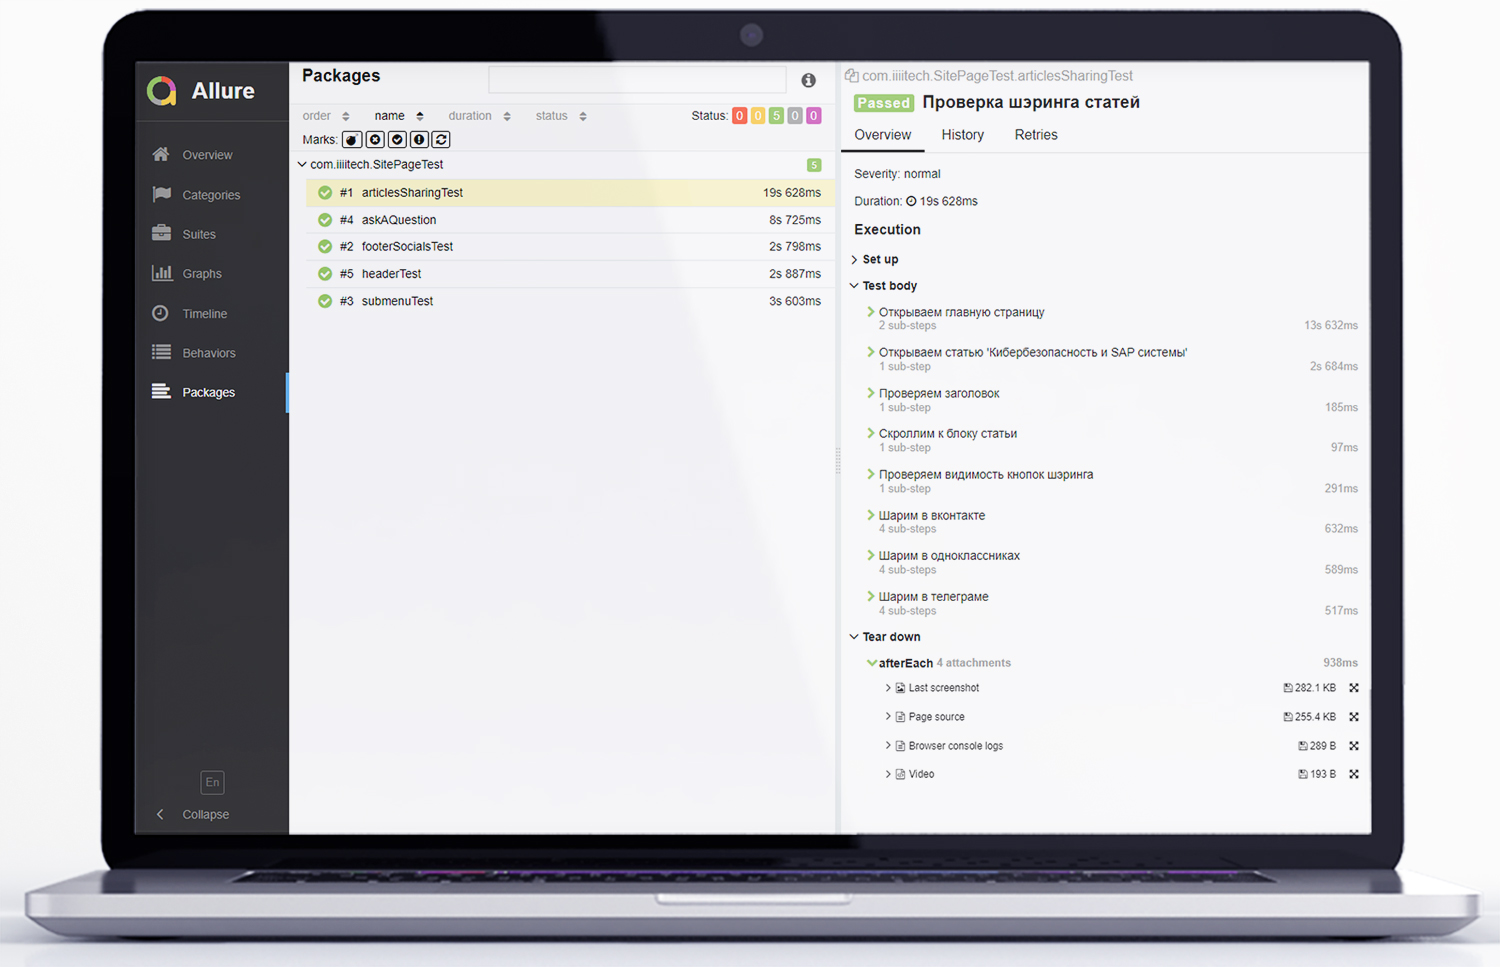 Allure
Overview
Categories
Suites
Graphs
Timeline
Behaviors
Packages
En
Collapse
Packages
order name duration status Status: 0 0 5 0 0
Marks:
com.iiiitech.SitePageTest 5
#1 articlesSharingTest 19s 628ms
#4 askAQuestion 8s 725ms
#2 footerSocialsTest 2s 798ms
#5 headerTest 2s 887ms
#3 submenuTest 3s 603ms
com.iiiitech.SitePageTest.articlesSharingTest
Passed Проверка шэринга статей
Overview History Retries
Severity: normal
Duration: 19s 628ms
Execution
Set up
Test body
Открываем главную страницу
2 sub-steps 13s 632ms
Открываем статью 'Кибербезопасность и SAP системы'
1 sub-step 2s 684ms
Проверяем заголовок
1 sub-step 185ms
Скроллим к блоку статьи
1 sub-step 97ms
Проверяем видимость кнопок шэринга
1 sub-step 291ms
Шарим в вконтакте
4 sub-steps 632ms
Шарим в одноклассниках
4 sub-steps 589ms
Шарим в телеграме
4 sub-steps 517ms
Tear down
afterEach 4 attachments 938ms
Last screenshot 282.1 KB
Page source 255.4 KB
Browser console logs 289 B
Video 193 B